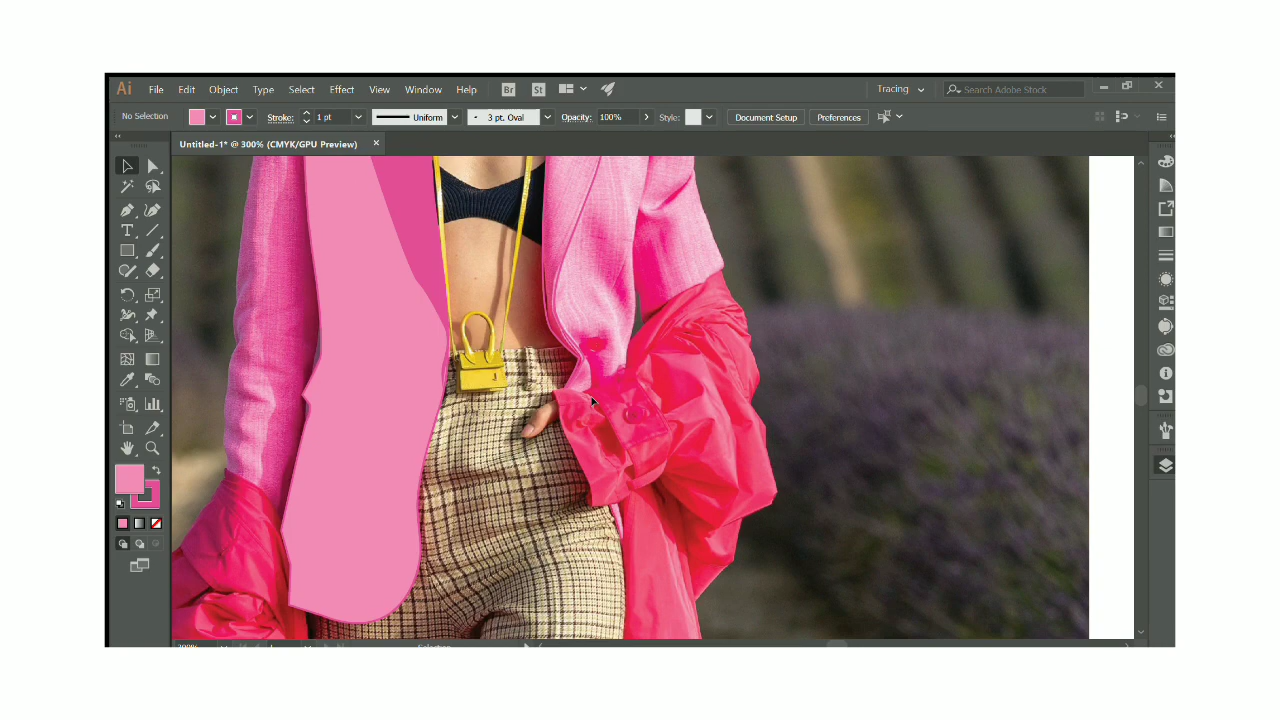 Ai File Edit Object Type Select Effect View Window Help Br St Tracing Search Adobe Stock
No Selection Stroke: 1 pt Uniform 3 pt. Oval Opacity: 100% Style: Document Setup Preferences
Untitled-1* @ 300% (CMYK/GPU Preview)